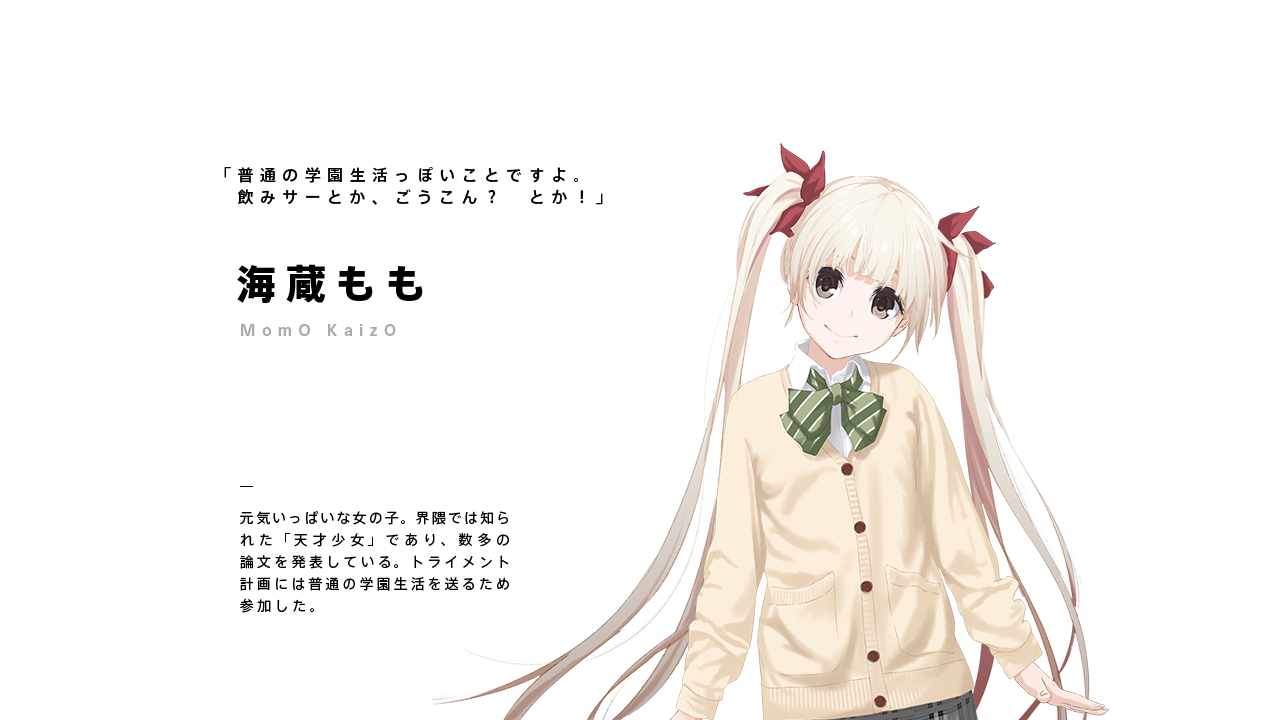 「普通の学園生活っぽいことですよ。
飲みサーとか、ごうこん？　とか！」
海蔵もも
MomO KaizO
元気いっぱいな女の子。界隈では知ら
れた「天才少女」であり、数多の
論文を発表している。トライメント
計画には普通の学園生活を送るため
参加した。